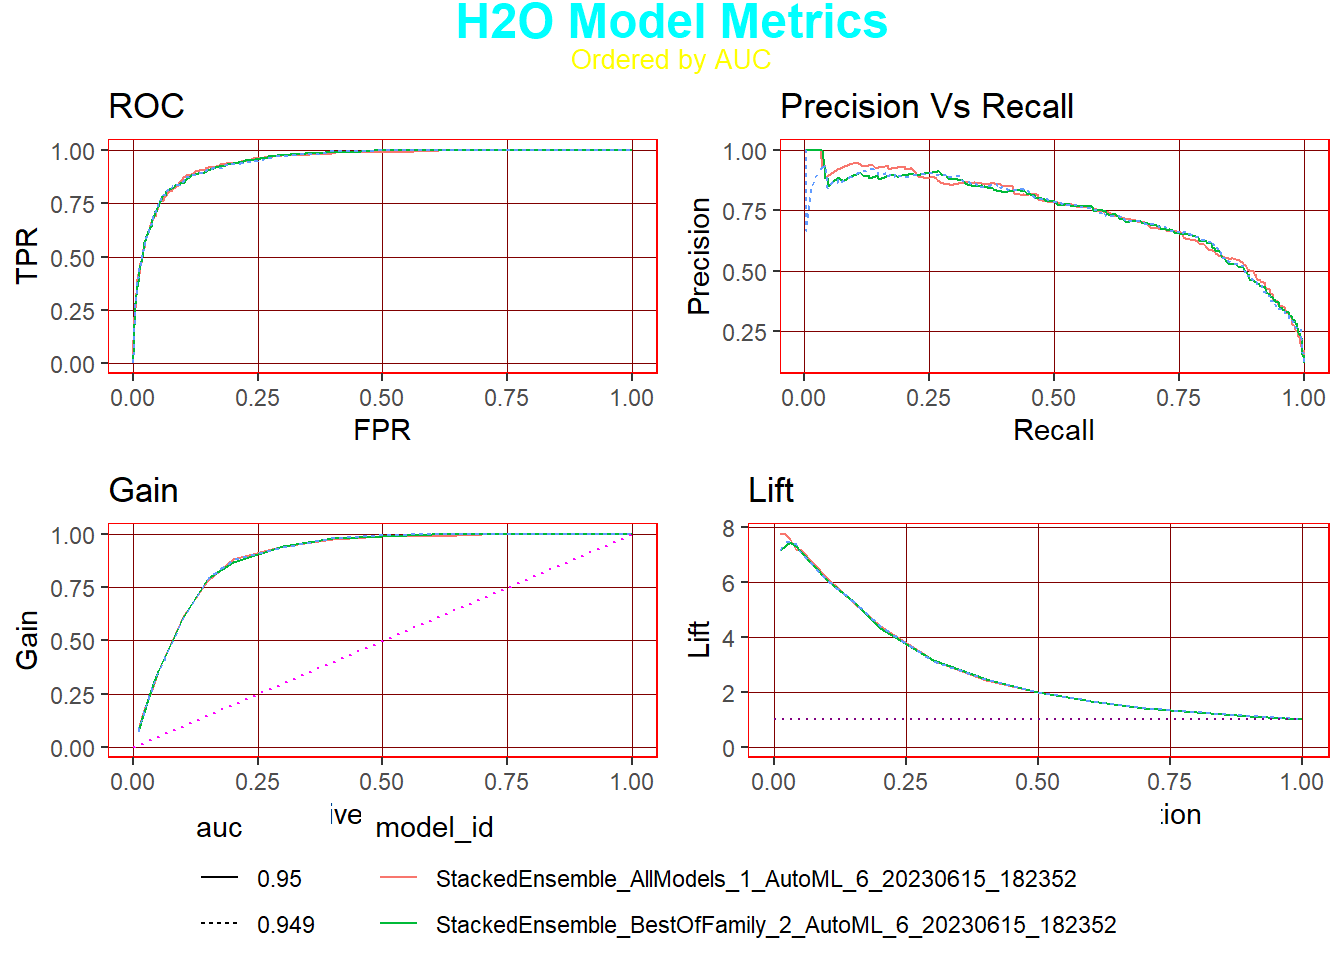 H2O Model Metrics
Ordered by AUC
ROC
TPR
1.00
0.75
0.50
0.25
0.00
0.00 0.25 0.50 0.75 1.00
FPR
Precision Vs Recall
Precision
1.00
0.75
0.50
0.25
0.00 0.25 0.50 0.75 1.00
Recall
Gain
Gain
1.00
0.75
0.50
0.25
0.00
0.00 0.25 0.50 0.75 1.00
ive
Lift
Lift
8
6
4
2
0
0.00 0.25 0.50 0.75 1.00
tion
auc
0.95
0.949
model_id
StackedEnsemble_AllModels_1_AutoML_6_20230615_182352
StackedEnsemble_BestOfFamily_2_AutoML_6_20230615_182352